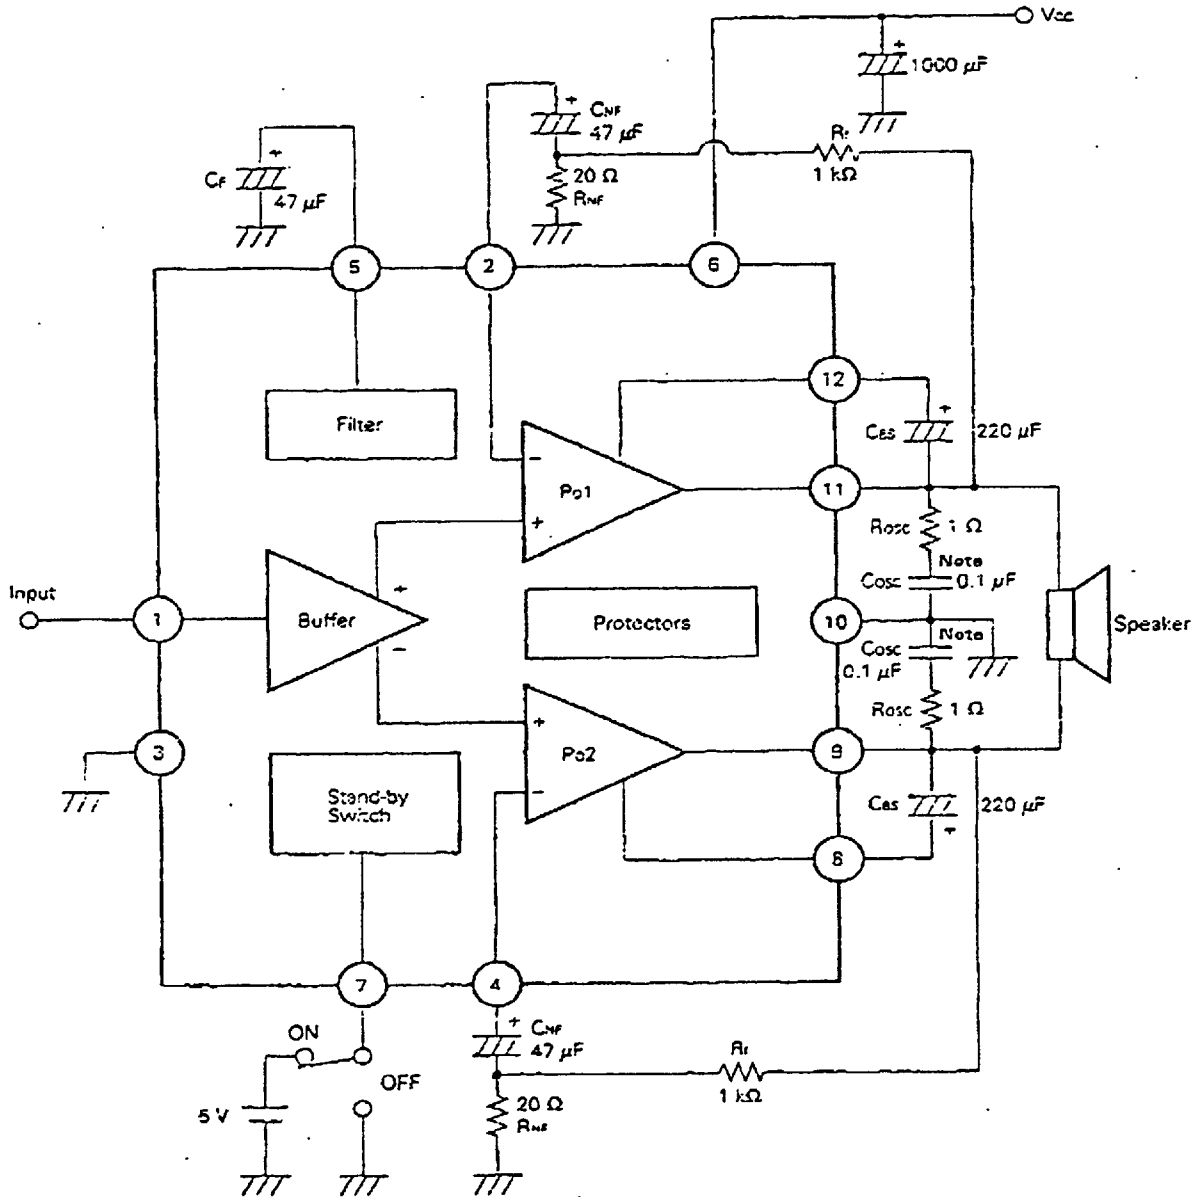 Vcc
+
1000 µF
+
CNF
47 µF
Rf
1 kΩ
+
CF
47 µF
20 Ω
RNF
5
2
6
12
+
CBS
220 µF
Filter
−
Po1
+
11
Rosc
1 Ω
Note
Cosc
0.1 µF
Input
1
Buffer
+
−
Protectors
10
Note
Cosc
0.1 µF
Speaker
Rosc
1 Ω
3
+
Po2
−
9
Stand-by
Switch
CBS
220 µF
+
8
7
4
ON
OFF
5 V
+
CNF
47 µF
Rf
1 kΩ
20 Ω
RNF